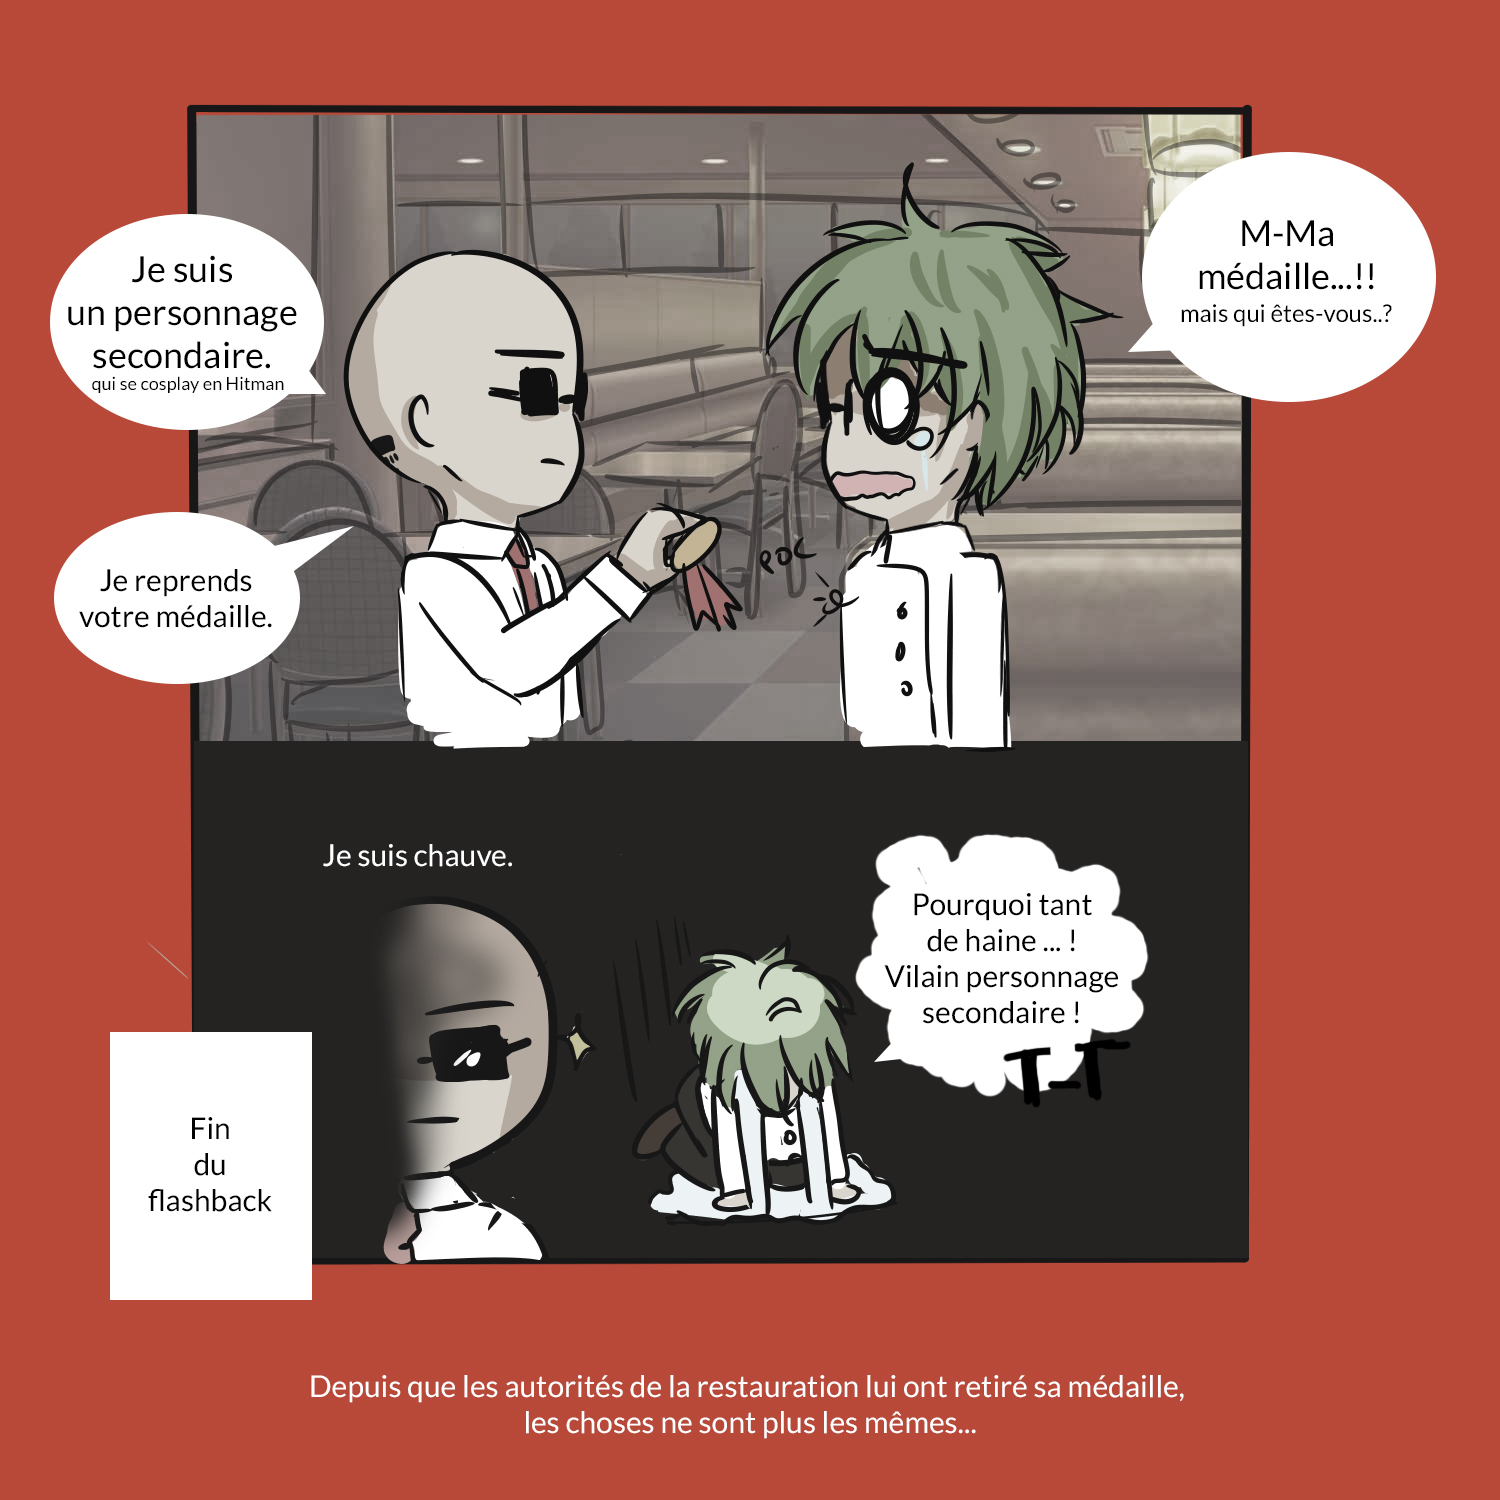 Je suis
un personnage
secondaire.
qui se cosplay en Hitman
M-Ma
médaille...!!
mais qui êtes-vous..?
Je reprends
votre médaille.
POC
Je suis chauve.
Pourquoi tant
de haine ... !
Vilain personnage
secondaire !
T-T
Fin
du
flashback
Depuis que les autorités de la restauration lui ont retiré sa médaille,
les choses ne sont plus les mêmes...